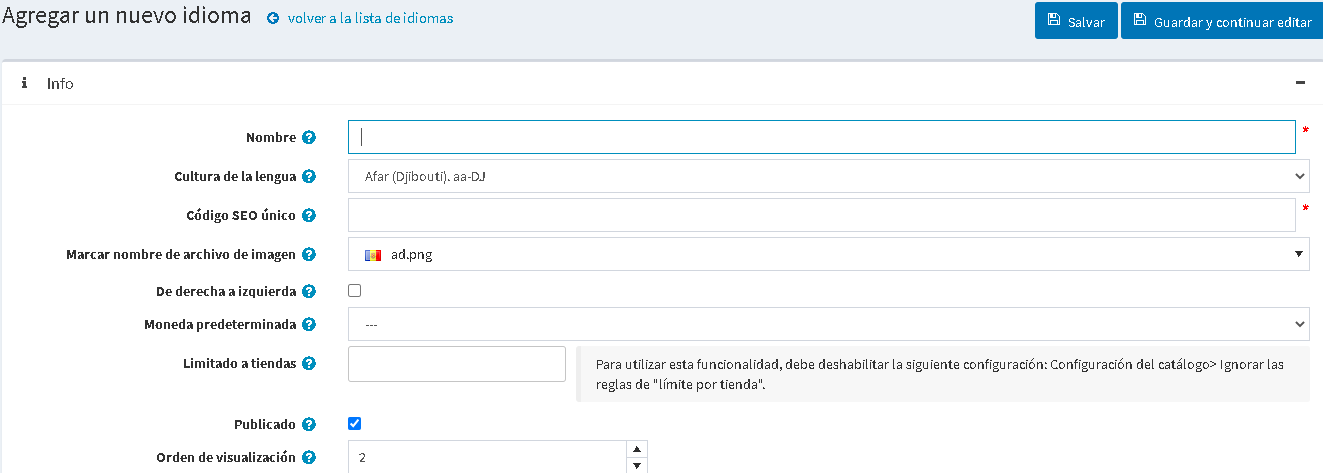 Agregar un nuevo idioma volver a la lista de idiomas Salvar Guardar y continuar editar
Info
Nombre *
Cultura de la lengua Afar (Djibouti). aa-DJ
Código SEO único *
Marcar nombre de archivo de imagen ad.png
De derecha a izquierda
Moneda predeterminada ---
Limitado a tiendas Para utilizar esta funcionalidad, debe deshabilitar la siguiente configuración: Configuración del catálogo> Ignorar las
reglas de "límite por tienda".
Publicado
Orden de visualización 2